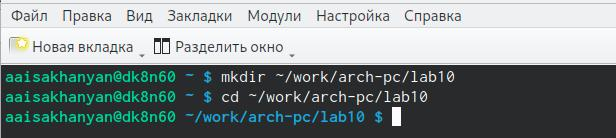 Файл Правка Вид Закладки Модули Настройка Справка
Новая вкладка Разделить окно
aaisakhanyan@dk8n60 ~ $ mkdir ~/work/arch-pc/lab10
aaisakhanyan@dk8n60 ~ $ cd ~/work/arch-pc/lab10
aaisakhanyan@dk8n60 ~/work/arch-pc/lab10 $